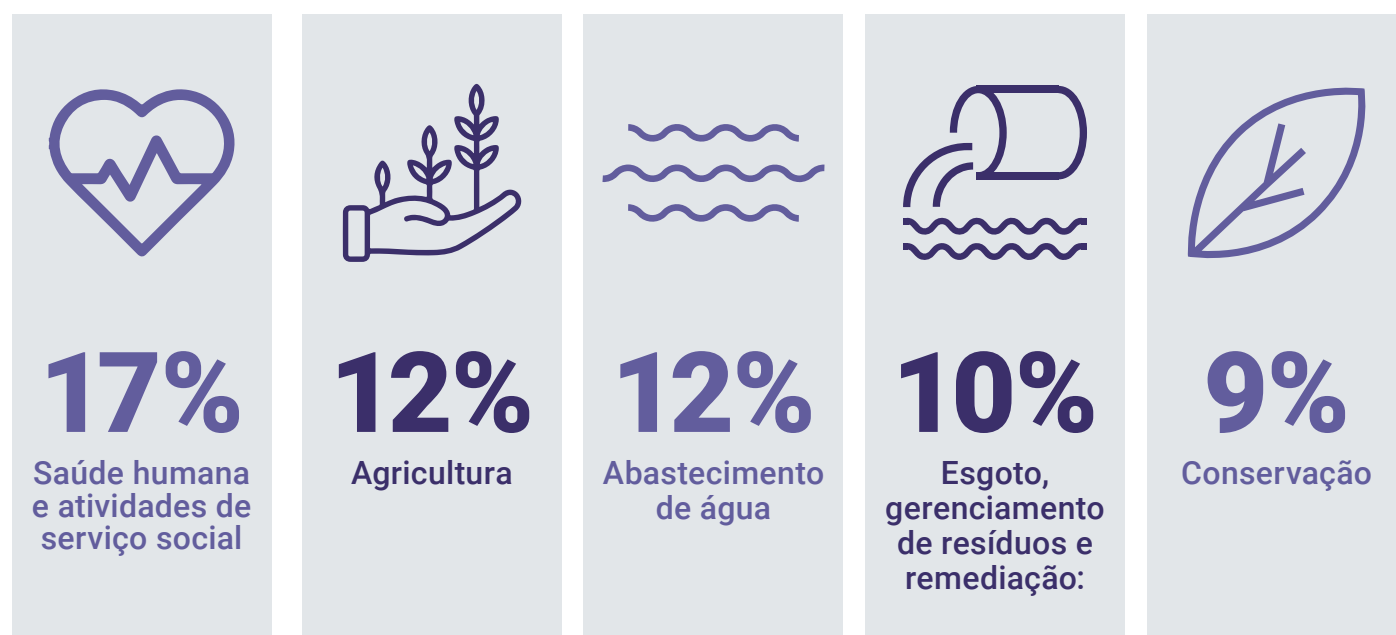 17%
Saúde humana
e atividades de
serviço social
12%
Agricultura
12%
Abastecimento
de água
10%
Esgoto,
gerenciamento
de resíduos e
remediação:
9%
Conservação